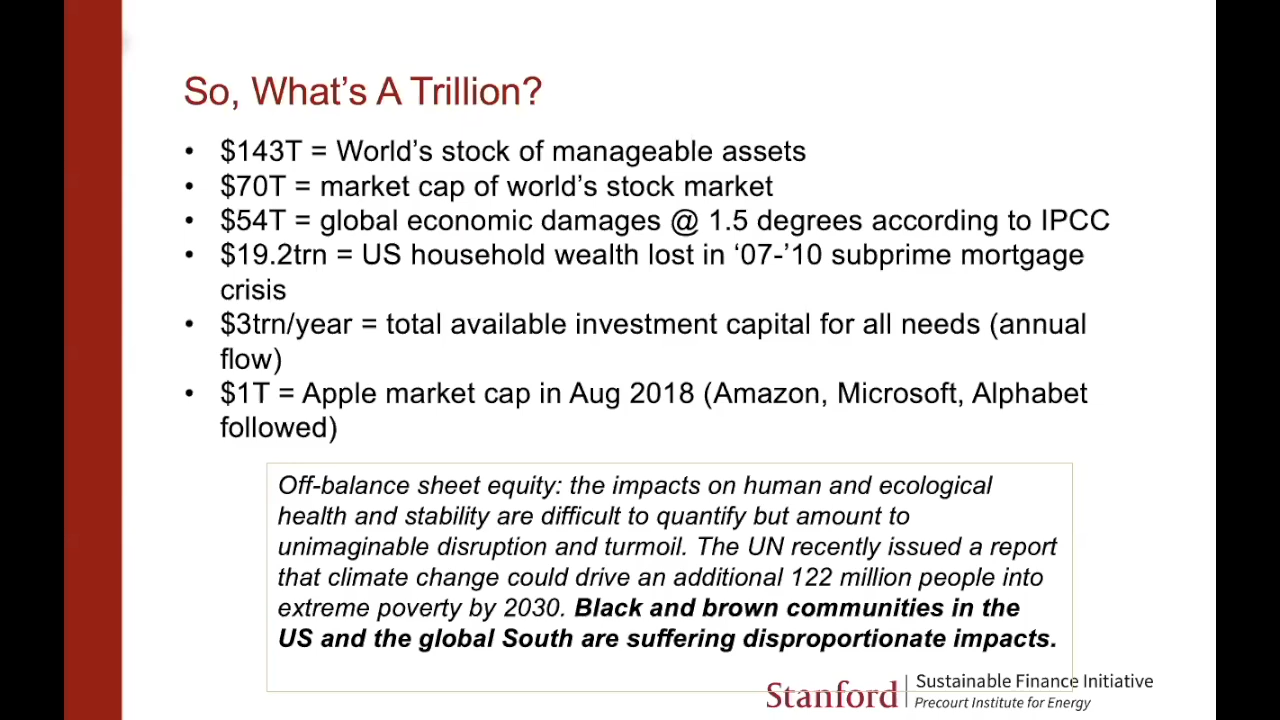 So, What's A Trillion?
• $143T = World's stock of manageable assets
• $70T = market cap of world's stock market
• $54T = global economic damages @ 1.5 degrees according to IPCC
• $19.2trn = US household wealth lost in ‘07-’10 subprime mortgage
crisis
• $3trn/year = total available investment capital for all needs (annual
flow)
• $1T = Apple market cap in Aug 2018 (Amazon, Microsoft, Alphabet
followed)
Off-balance sheet equity: the impacts on human and ecological
health and stability are difficult to quantify but amount to
unimaginable disruption and turmoil. The UN recently issued a report
that climate change could drive an additional 122 million people into
extreme poverty by 2030. Black and brown communities in the
US and the global South are suffering disproportionate impacts.
Stanford
Sustainable Finance Initiative
Precourt Institute for Energy